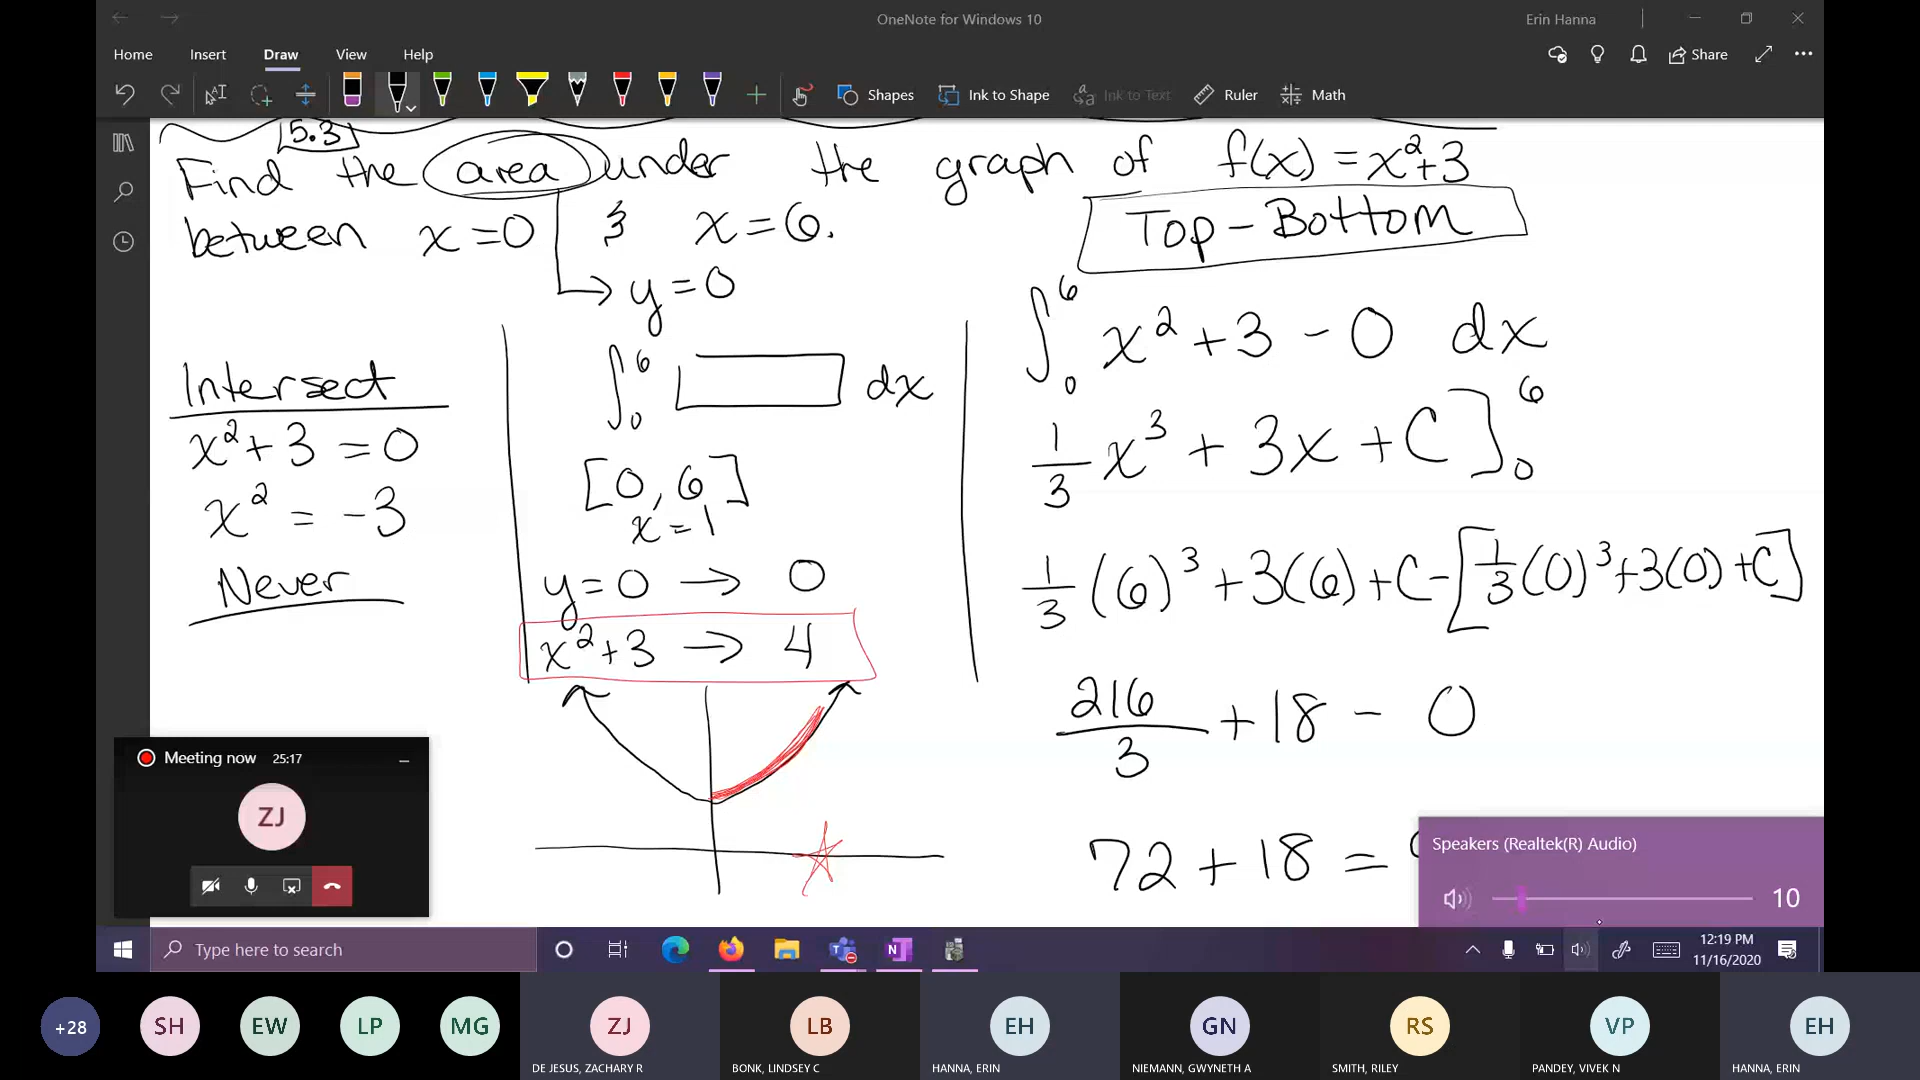 OneNote for Windows 10
Erin Hanna
Home Insert Draw View Help
Share
Shapes Ink to Shape Ink to Text Ruler Math
5.3
Find the area under the graph of f(x) = x²+3
between x=0 & x=6.
→ y=0
Top-Bottom
Intersect
x²+3=0
x² = -3
Never
∫₀⁶ dx
[0,6]
x=1
y=0 → 0
x²+3 → 4
∫₀⁶ x²+3-0 dx
1/3 x³ + 3x + C]₀⁶
1/3 (6)³ +3(6)+C-[1/3(0)³+3(0)+C]
216/3 +18 - 0
72+18 =
Meeting now 25:17
ZJ
Speakers (Realtek(R) Audio)
10
Type here to search
12:19 PM
11/16/2020
+28 SH EW LP MG ZJ LB EH GN RS VP EH
DE JESUS, ZACHARY R BONK, LINDSEY C HANNA, ERIN NIEMANN, GWYNETH A SMITH, RILEY PANDEY, VIVEK N HANNA, ERIN